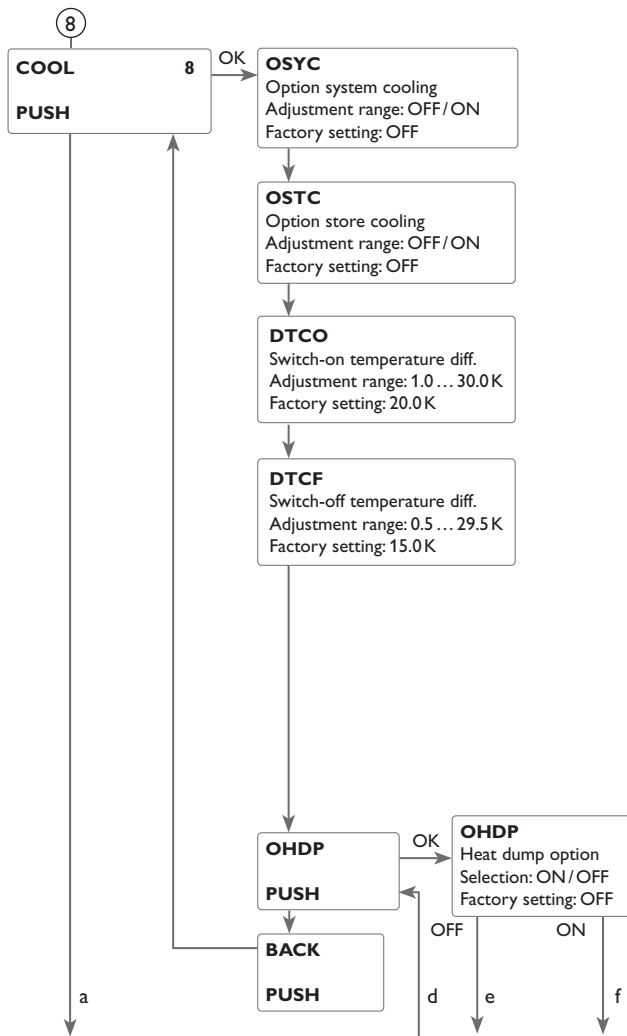 8
COOL 8
PUSH
OK
OSYC
Option system cooling
Adjustment range: OFF / ON
Factory setting: OFF
OSTC
Option store cooling
Adjustment range: OFF / ON
Factory setting: OFF
DTCO
Switch-on temperature diff.
Adjustment range: 1.0 … 30.0 K
Factory setting: 20.0 K
DTCF
Switch-off temperature diff.
Adjustment range: 0.5 … 29.5 K
Factory setting: 15.0 K
OHDP
PUSH
OK
OHDP
Heat dump option
Selection: ON / OFF
Factory setting: OFF
BACK
PUSH
OFF
ON
a
d
e
f